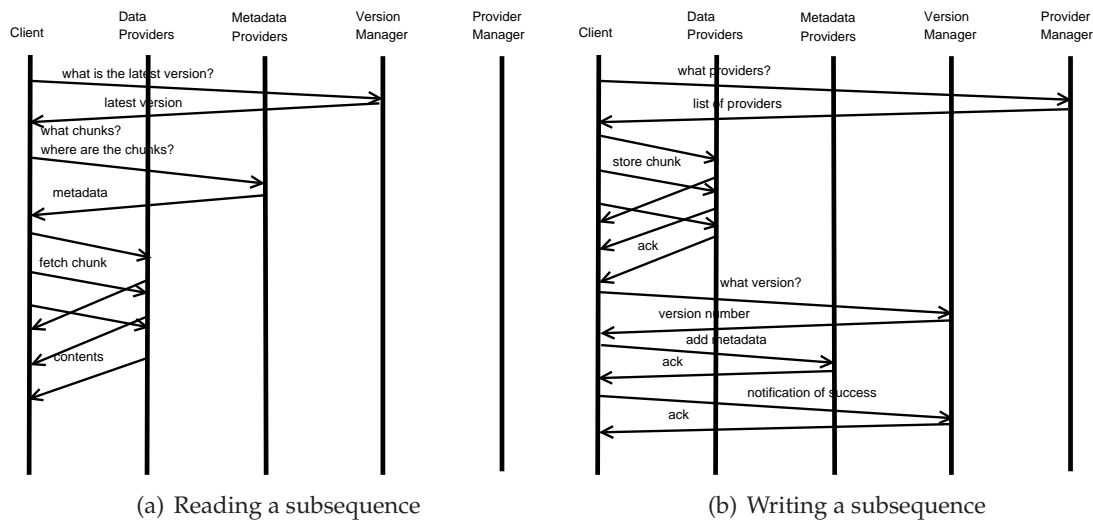 Client
Data
Providers
Metadata
Providers
Version
Manager
Provider
Manager
what is the latest version?
latest version
what chunks?
where are the chunks?
metadata
fetch chunk
contents
(a) Reading a subsequence
Client
Data
Providers
Metadata
Providers
Version
Manager
Provider
Manager
what providers?
list of providers
store chunk
ack
what version?
version number
add metadata
ack
notification of success
ack
(b) Writing a subsequence